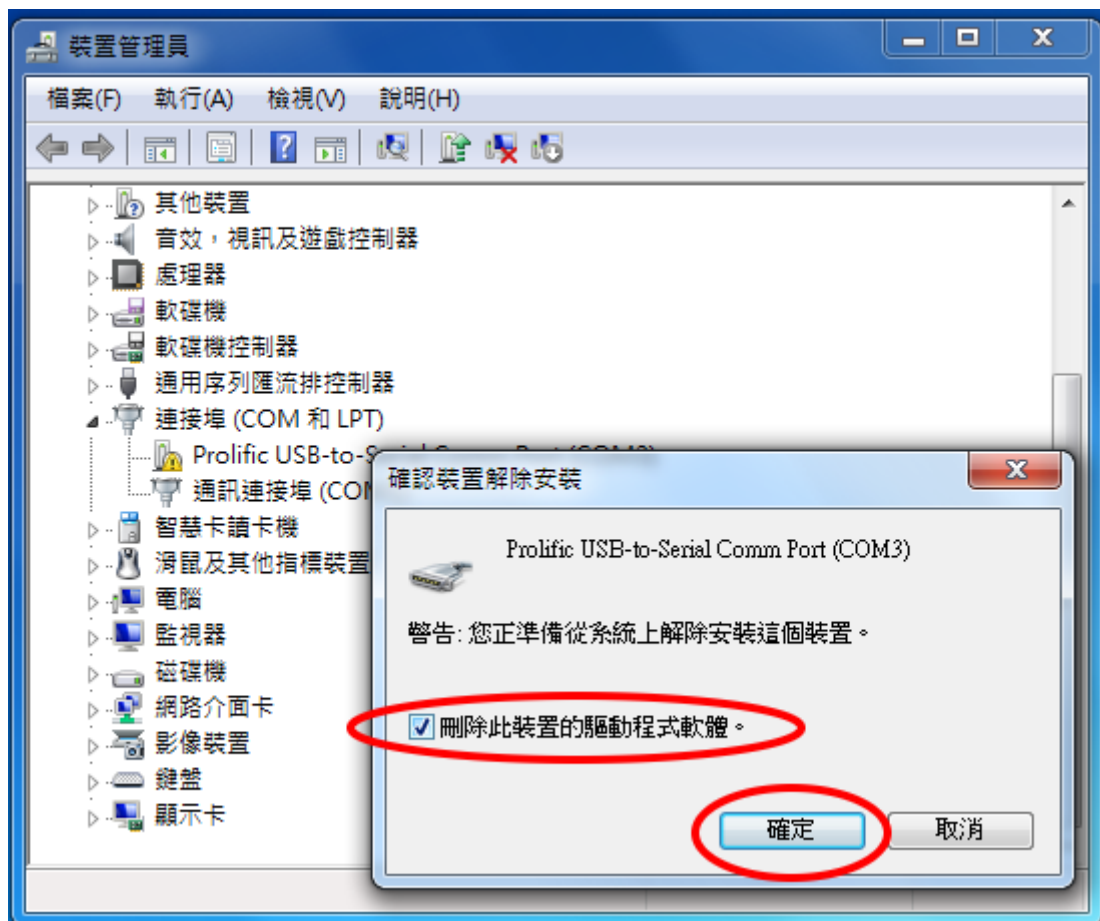 裝置管理員
檔案(F) 執行(A) 檢視(V) 說明(H)
其他裝置
音效，視訊及遊戲控制器
處理器
軟碟機
軟碟機控制器
通用序列匯流排控制器
連接埠 (COM 和 LPT)
Prolific USB-to-Serial Comm Port (COM3)
通訊連接埠 (COM
智慧卡讀卡機
滑鼠及其他指標裝置
電腦
監視器
磁碟機
網路介面卡
影像裝置
鍵盤
顯示卡
確認裝置解除安裝
Prolific USB-to-Serial Comm Port (COM3)
警告: 您正準備從系統上解除安裝這個裝置。
刪除此裝置的驅動程式軟體。
確定 取消